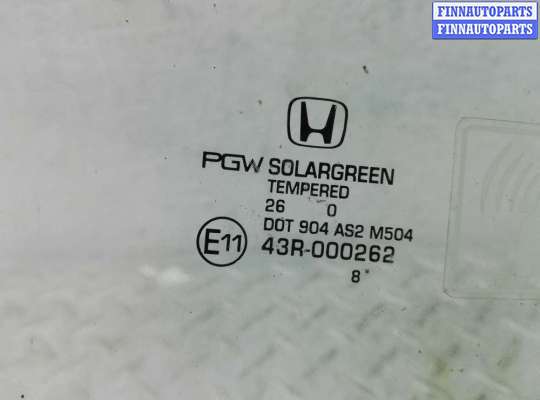 FINNAUTOPARTS
FINNAUTOPARTS
PGW SOLARGREEN
TEMPERED
26 0
DOT 904 AS2 M504
E11 43R-000262
8*